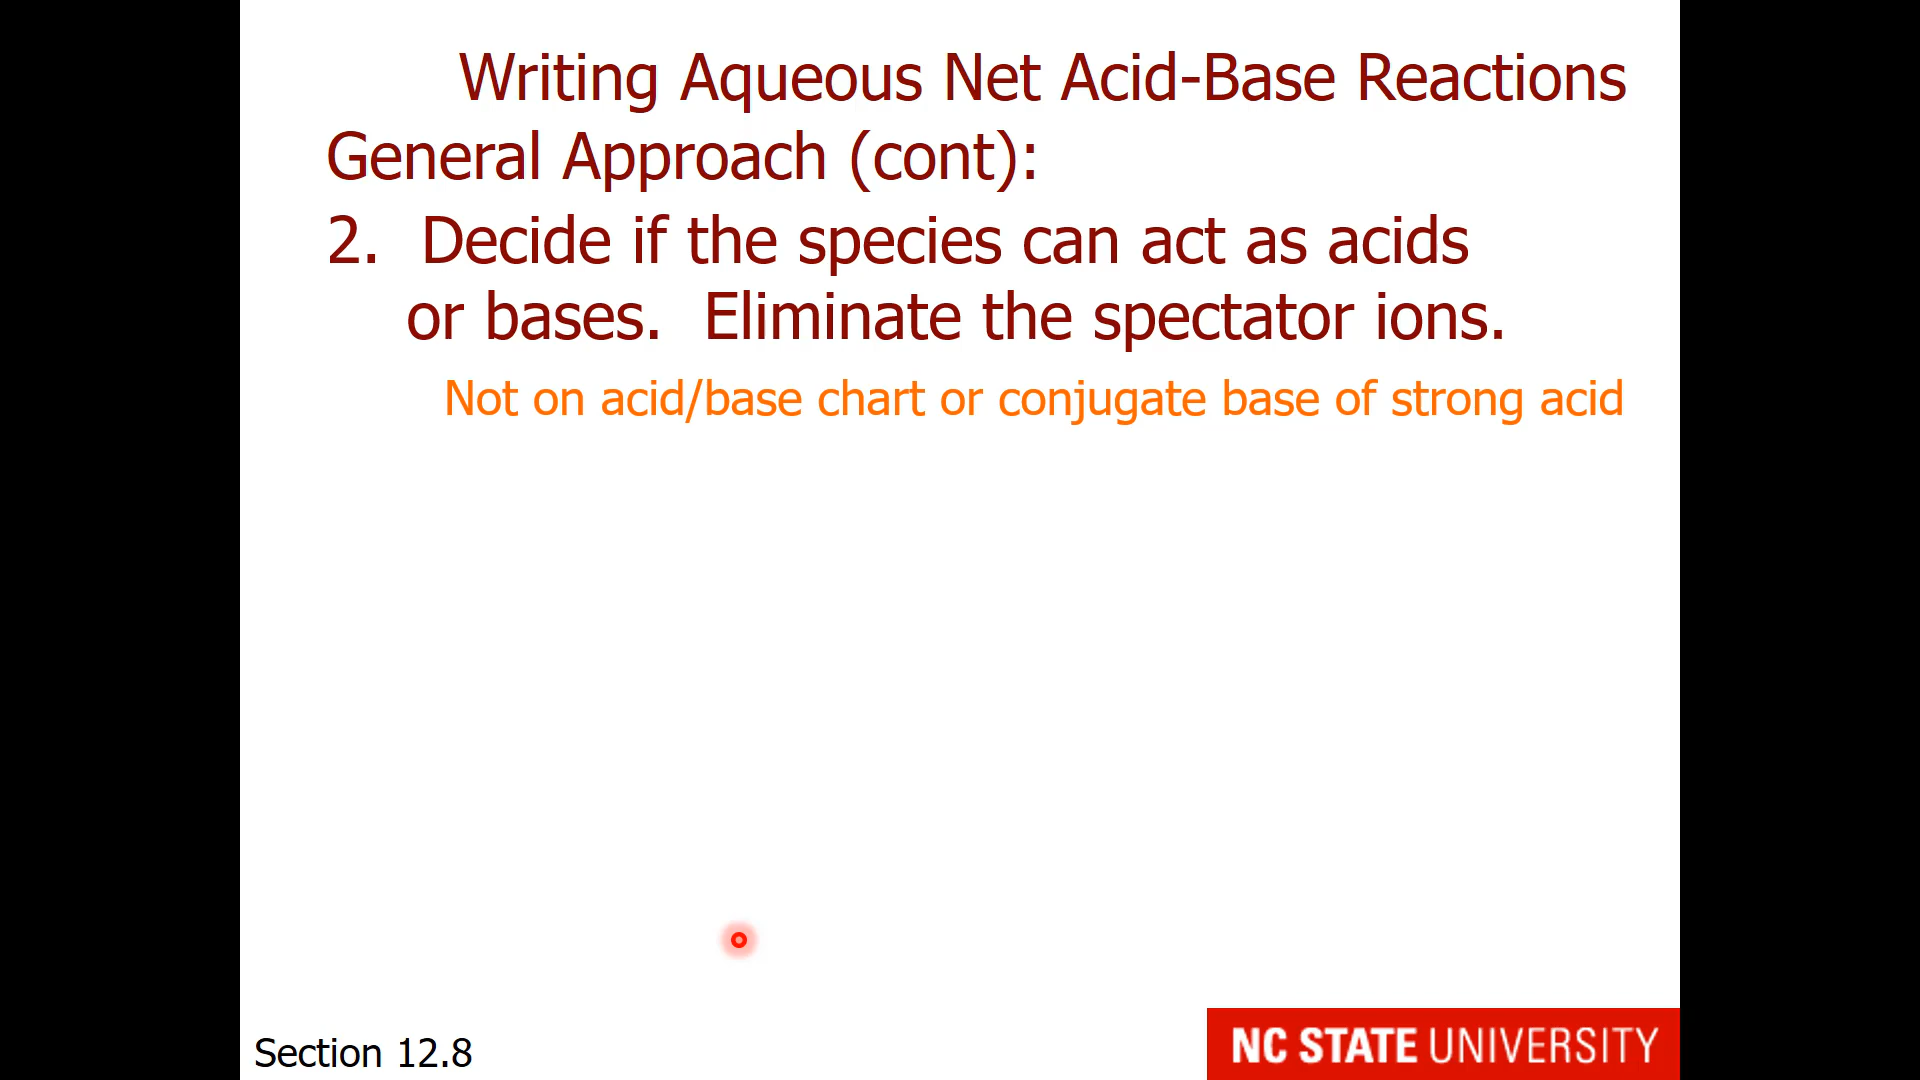 Writing Aqueous Net Acid-Base Reactions
General Approach (cont):
2. Decide if the species can act as acids
or bases. Eliminate the spectator ions.
Not on acid/base chart or conjugate base of strong acid
Section 12.8
NC STATE UNIVERSITY